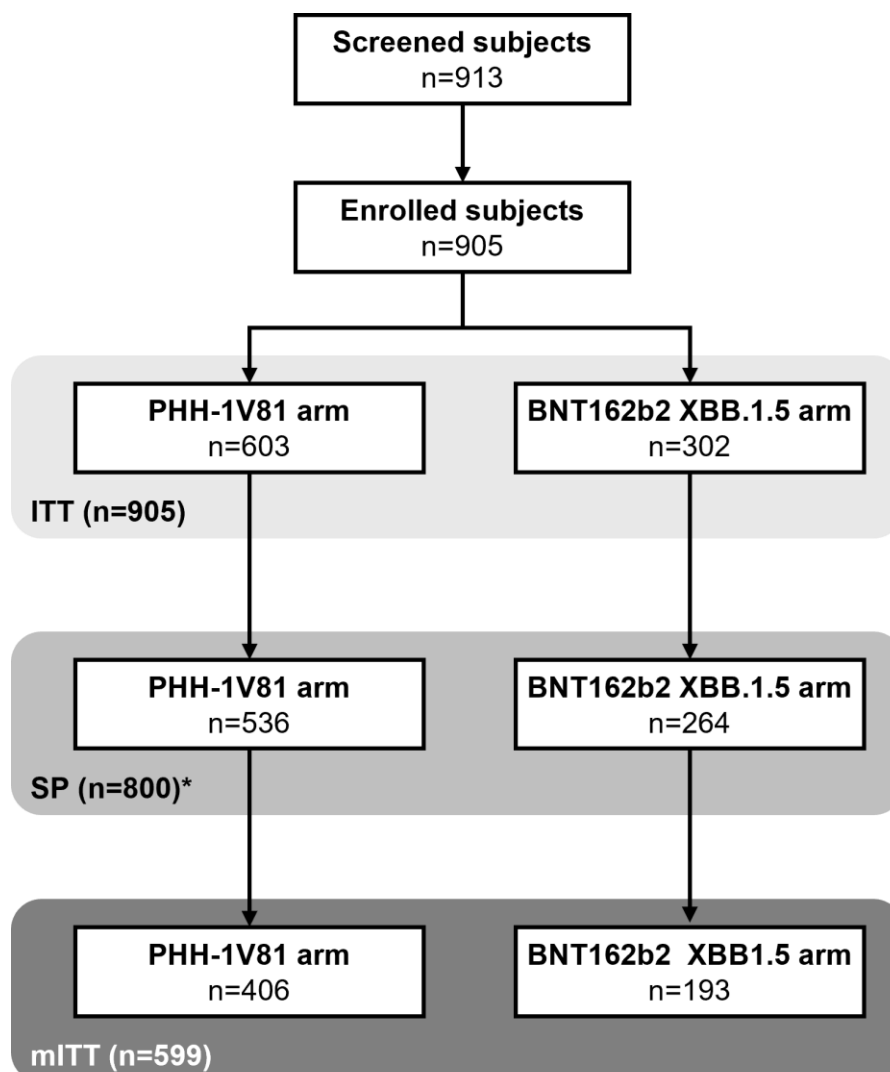 Screened subjects
n=913
Enrolled subjects
n=905
PHH-1V81 arm
n=603
BNT162b2 XBB.1.5 arm
n=302
ITT (n=905)
PHH-1V81 arm
n=536
BNT162b2 XBB.1.5 arm
n=264
SP (n=800)*
PHH-1V81 arm
n=406
BNT162b2  XBB1.5 arm
n=193
mITT (n=599)